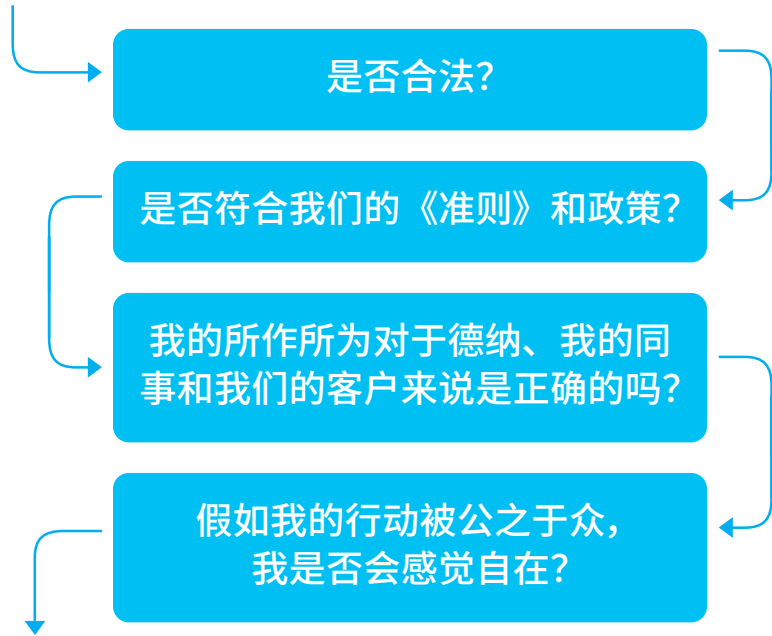 是否合法？
是否符合我们的《准则》和政策？
我的所作所为对于德纳、我的同
事和我们的客户来说是正确的吗？
假如我的行动被公之于众，
我是否会感觉自在？